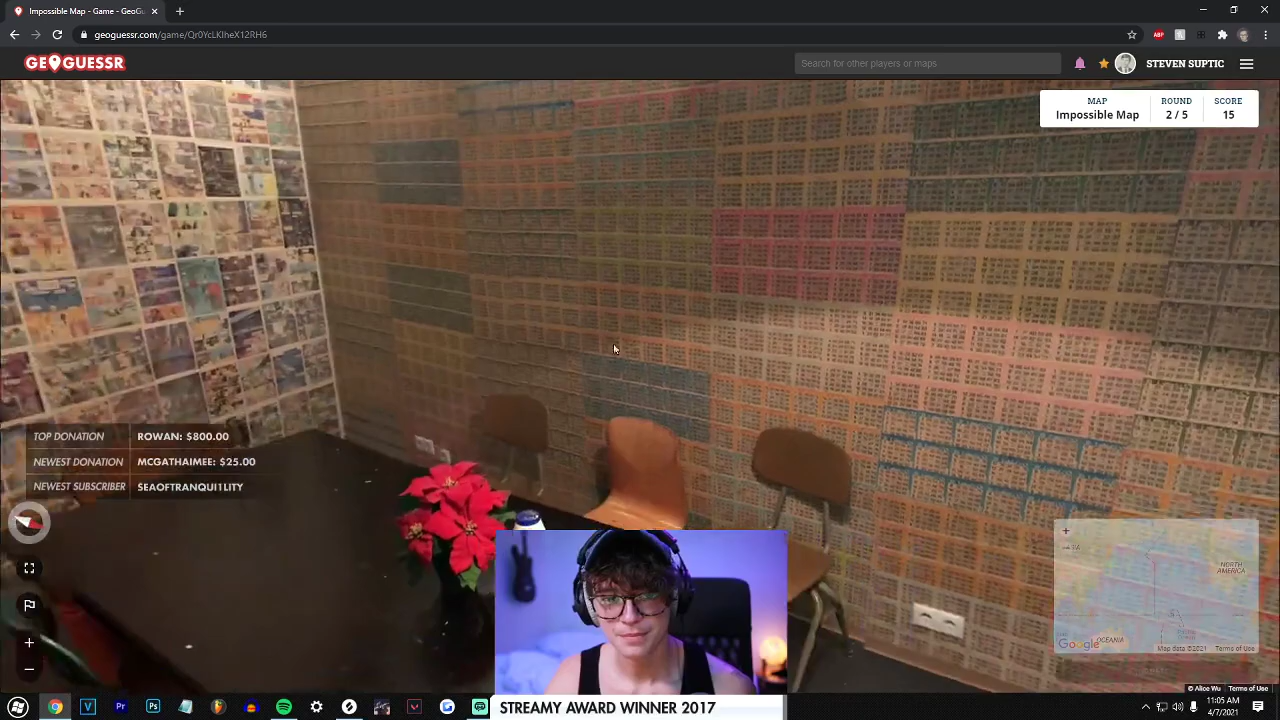 Impossible Map - Game - GeoGu
geoguessr.com/game/Qr0YcLKIheX12RH6
ABP
GEOGUESSR
Search for other players or maps
STEVEN SUPTIC
MAP ROUND SCORE
Impossible Map 2 / 5 15
TOP DONATION ROWAN: $800.00
NEWEST DONATION MCGATHAIMEE: $25.00
NEWEST SUBSCRIBER SEAOFTRANQUI1LITY
NORTH
AMERICA
OCEANIA
Google Map data ©2021 Terms of Use
© Alice Wu Terms of Use
STREAMY AWARD WINNER 2017
11:05 AM
4/7/2021